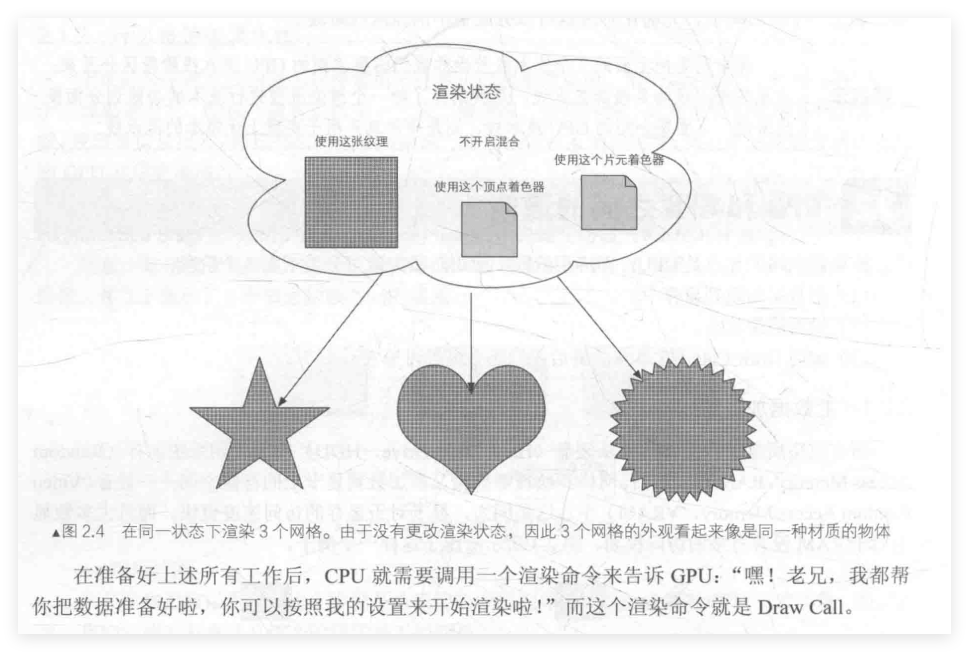 渲染状态
使用这张纹理
不开启混合
使用这个片元着色器
使用这个顶点着色器
▲图 2.4 在同一状态下渲染 3 个网格。由于没有更改渲染状态，因此 3 个网格的外观看起来像是同一种材质的物体
在准备好上述所有工作后，CPU 就需要调用一个渲染命令来告诉 GPU：“嘿！老兄，我都帮
你把数据准备好啦，你可以按照我的设置来开始渲染啦！”而这个渲染命令就是 Draw Call。